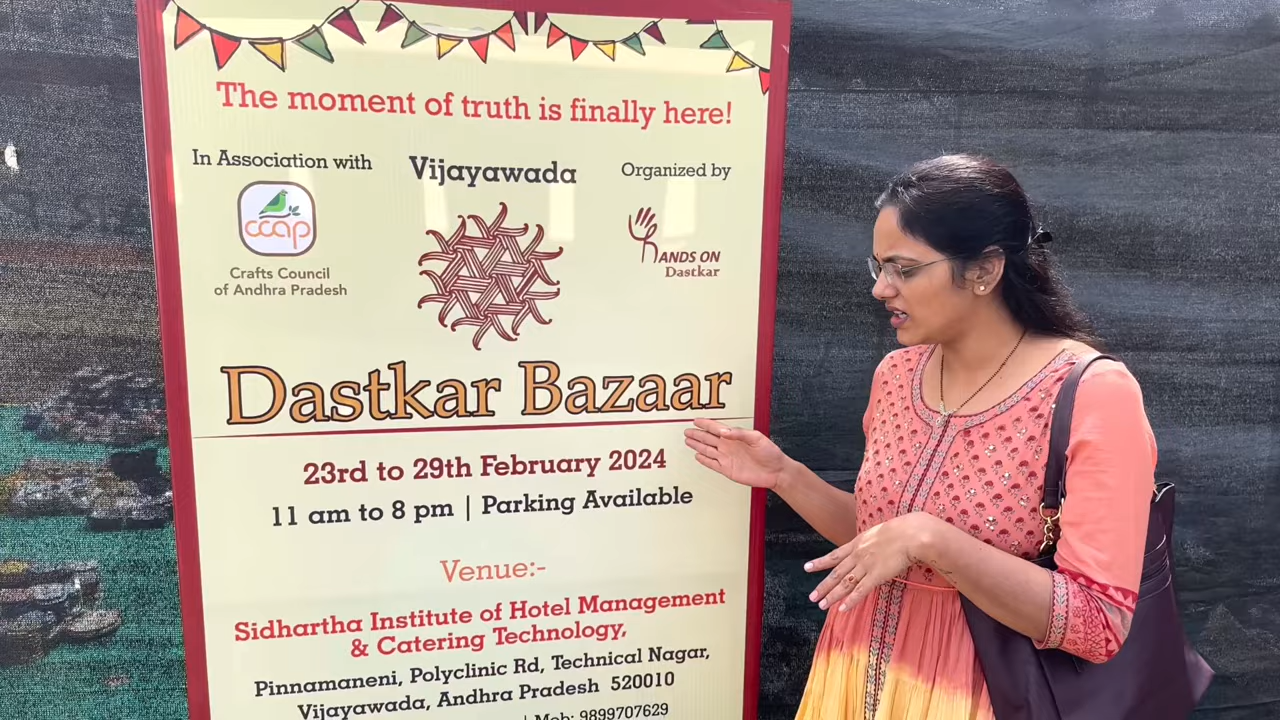 The moment of truth is finally here!
In Association with
Vijayawada
Organized by
ccap
HANDS ON
Dastkar
Crafts Council
of Andhra Pradesh
Dastkar Bazaar
23rd to 29th February 2024
11 am to 8 pm | Parking Available
Venue:-
Sidhartha Institute of Hotel Management
& Catering Technology,
Pinnamaneni, Polyclinic Rd, Technical Nagar,
Vijayawada, Andhra Pradesh 520010
| Mob: 9899707629